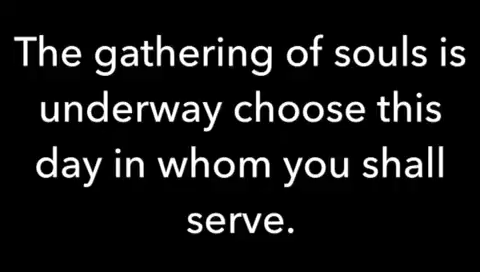 The gathering of souls is
underway choose this
day in whom you shall
serve.